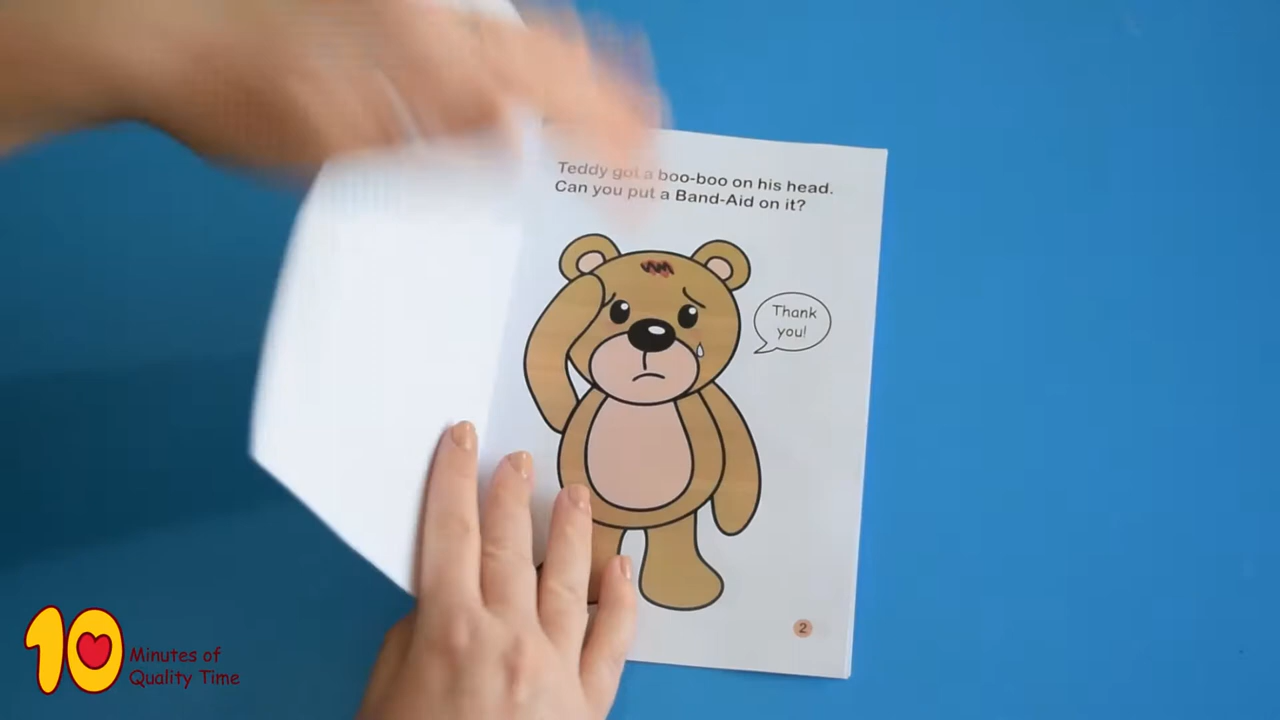 Teddy got a boo-boo on his head.
Can you put a Band-Aid on it?
Thank
you!
2
10
Minutes of
Quality Time